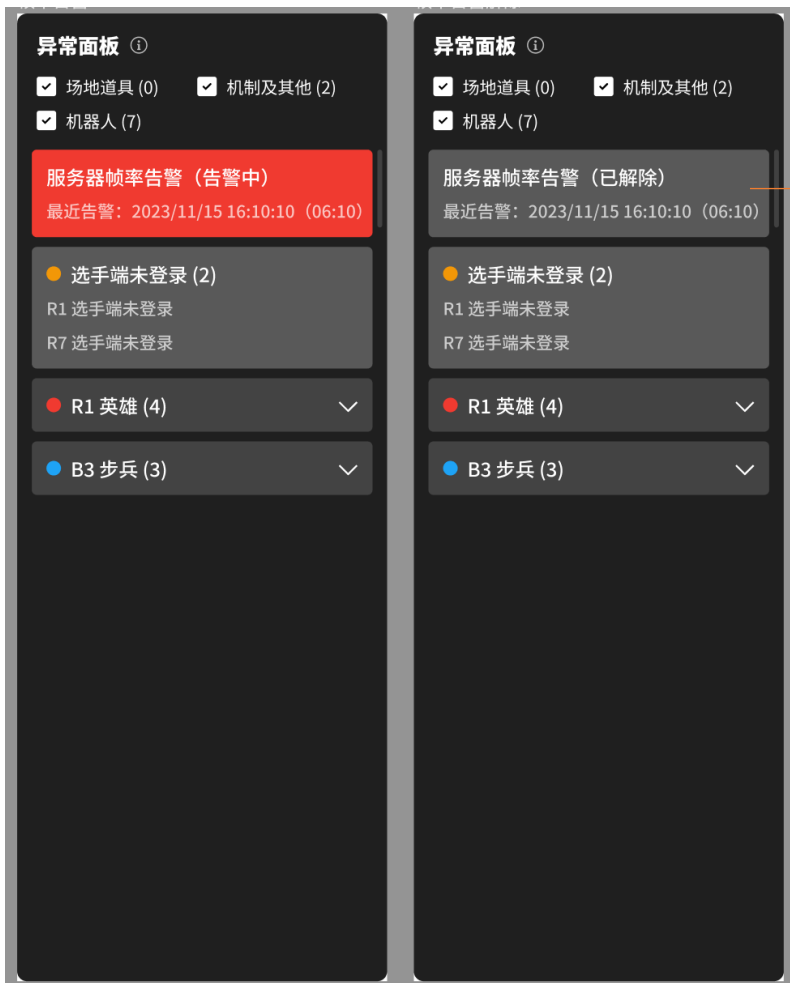 异常面板
场地道具 (0) 机制及其他 (2)
机器人 (7)
服务器帧率告警（告警中）
最近告警：2023/11/15 16:10:10（06:10）
选手端未登录 (2)
R1 选手端未登录
R7 选手端未登录
R1 英雄 (4)
B3 步兵 (3)
异常面板
场地道具 (0) 机制及其他 (2)
机器人 (7)
服务器帧率告警（已解除）
最近告警：2023/11/15 16:10:10（06:10）
选手端未登录 (2)
R1 选手端未登录
R7 选手端未登录
R1 英雄 (4)
B3 步兵 (3)